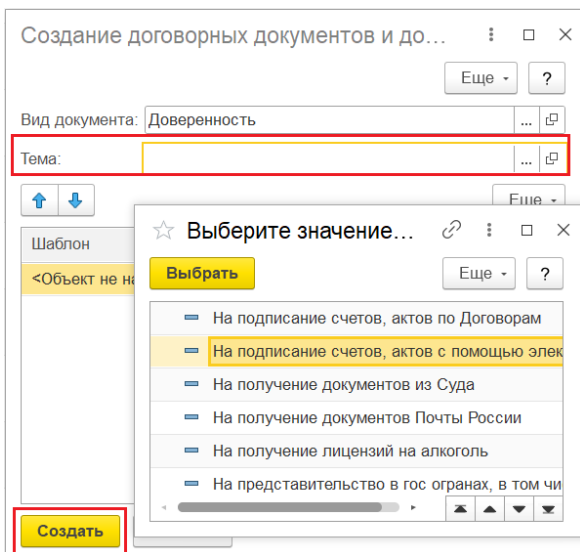 Создание договорных документов и до...
Еще
?
Вид документа: Доверенность
...
Тема:
...
Еще
Шаблон
<Объект не на
Выберите значение...
Выбрать
Еще
?
На подписание счетов, актов по Договорам
На подписание счетов, актов с помощью элек
На получение документов из Суда
На получение документов Почты России
На получение лицензий на алкоголь
На представительство в гос огранах, в том чи
Создать